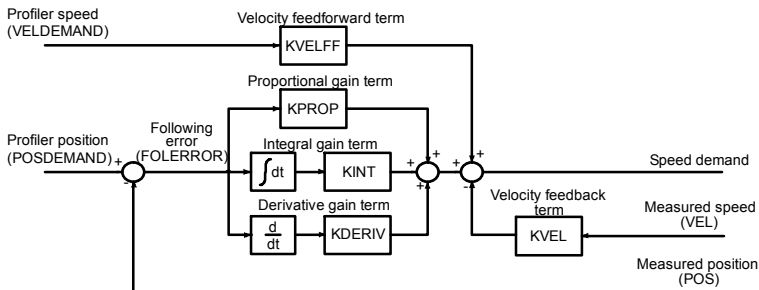 Profiler speed
(VELDEMAND)
Velocity feedforward term
KVELFF
Proportional gain term
KPROP
Profiler position
(POSDEMAND)
+
-
Following
error
(FOLERROR)
Integral gain term
∫dt
KINT
+
+
+
+
+
-
Speed demand
Derivative gain term
d
dt
KDERIV
Velocity feedback
term
KVEL
Measured speed
(VEL)
Measured position
(POS)